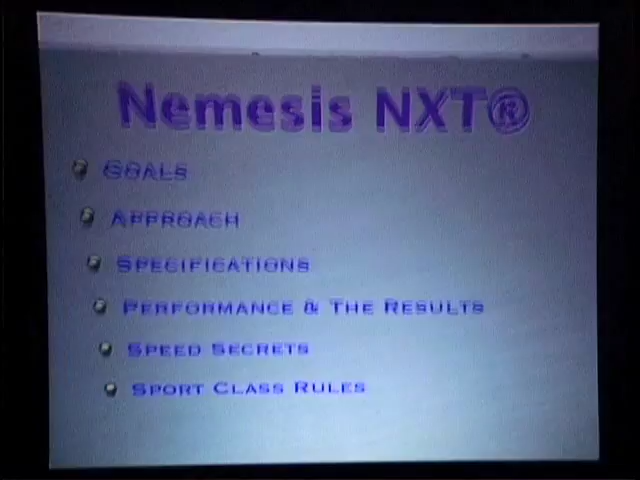 Nemesis NXT®
Goals
Approach
Specifications
Performance & The Results
Speed Secrets
Sport Class Rules